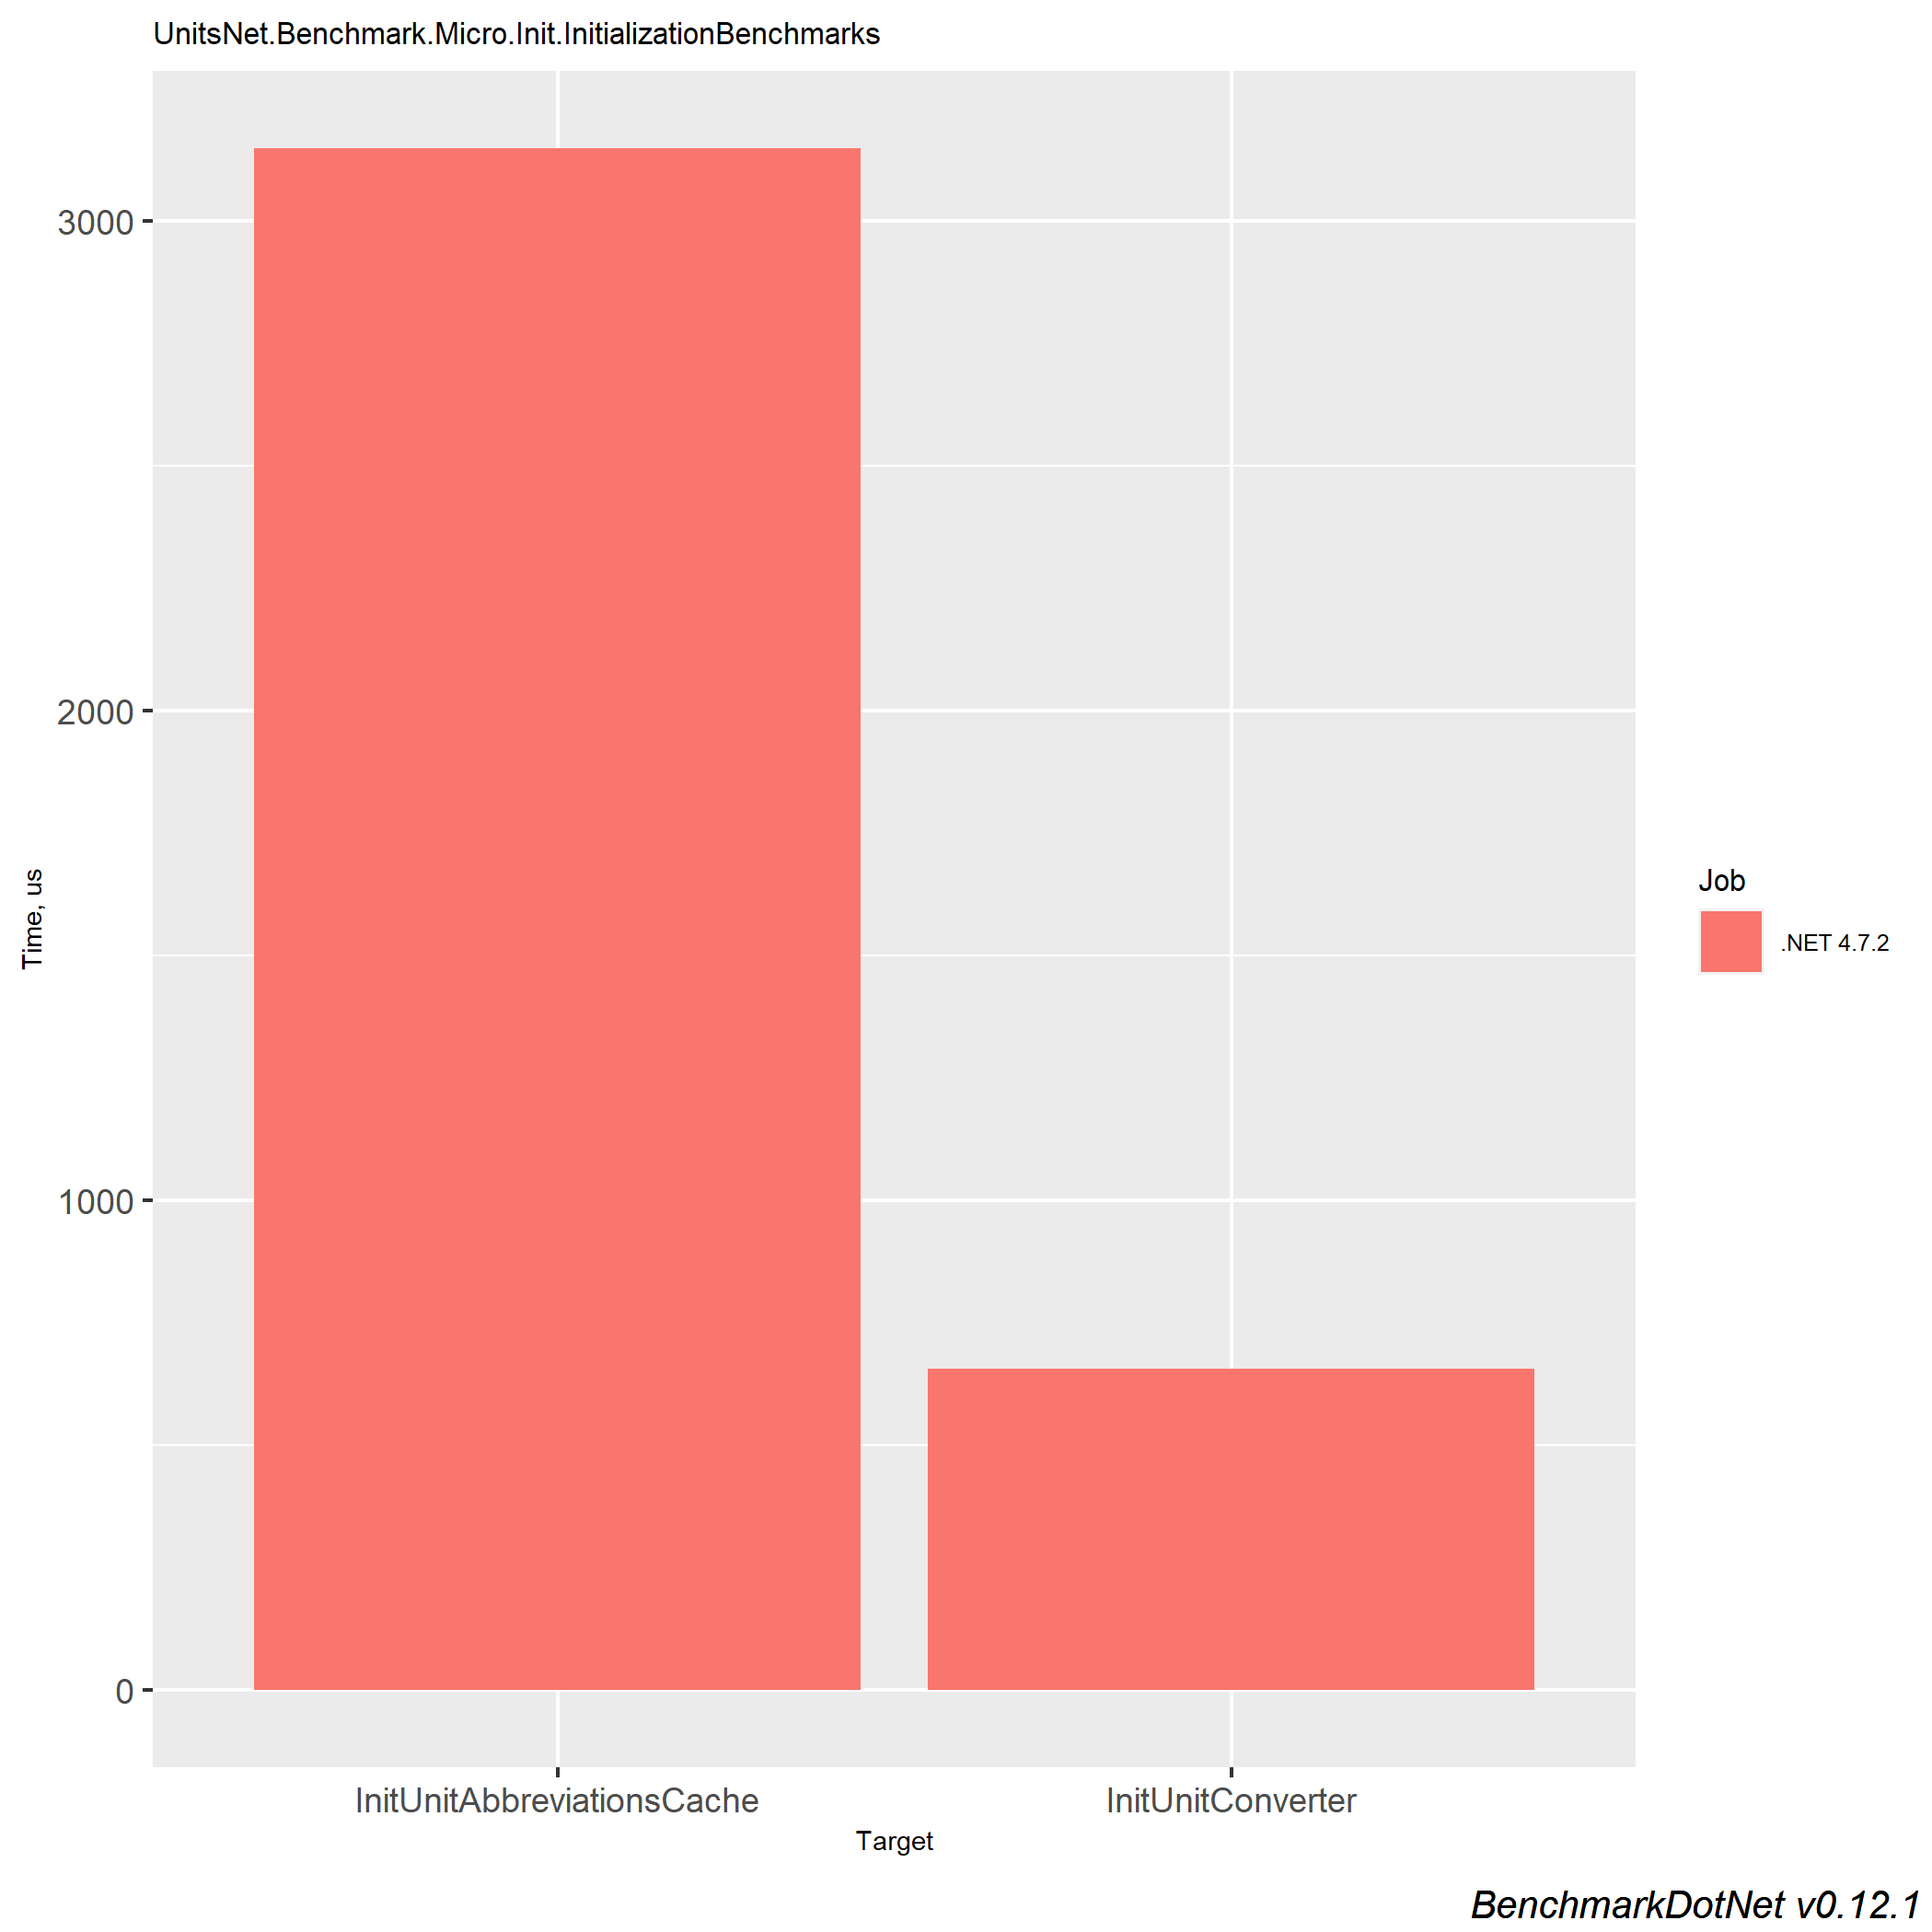 UnitsNet.Benchmark.Micro.Init.InitializationBenchmarks
3000
2000
1000
0
Time, us
InitUnitAbbreviationsCache
InitUnitConverter
Target
Job
.NET 4.7.2
BenchmarkDotNet v0.12.1